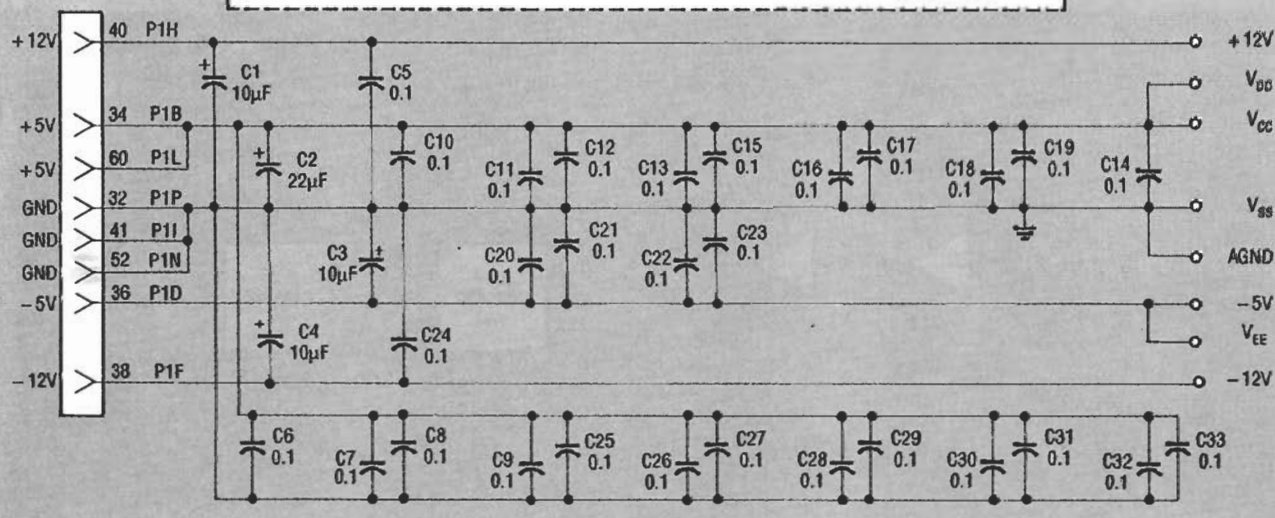 +12V 40 P1H +12V
C1 10µF
C5 0.1
V_DD
+5V 34 P1B V_CC
C2 22µF
C10 0.1
C11 0.1
C12 0.1
C13 0.1
C15 0.1
C16 0.1
C17 0.1
C18 0.1
C19 0.1
C14 0.1
+5V 60 P1L
GND 32 P1P V_SS
GND 41 P1I
C3 10µF
C20 0.1
C21 0.1
C22 0.1
C23 0.1
AGND
GND 52 P1N
-5V 36 P1D -5V
C4 10µF
C24 0.1
V_EE
-12V 38 P1F -12V
C6 0.1
C7 0.1
C8 0.1
C9 0.1
C25 0.1
C26 0.1
C27 0.1
C28 0.1
C29 0.1
C30 0.1
C31 0.1
C32 0.1
C33 0.1